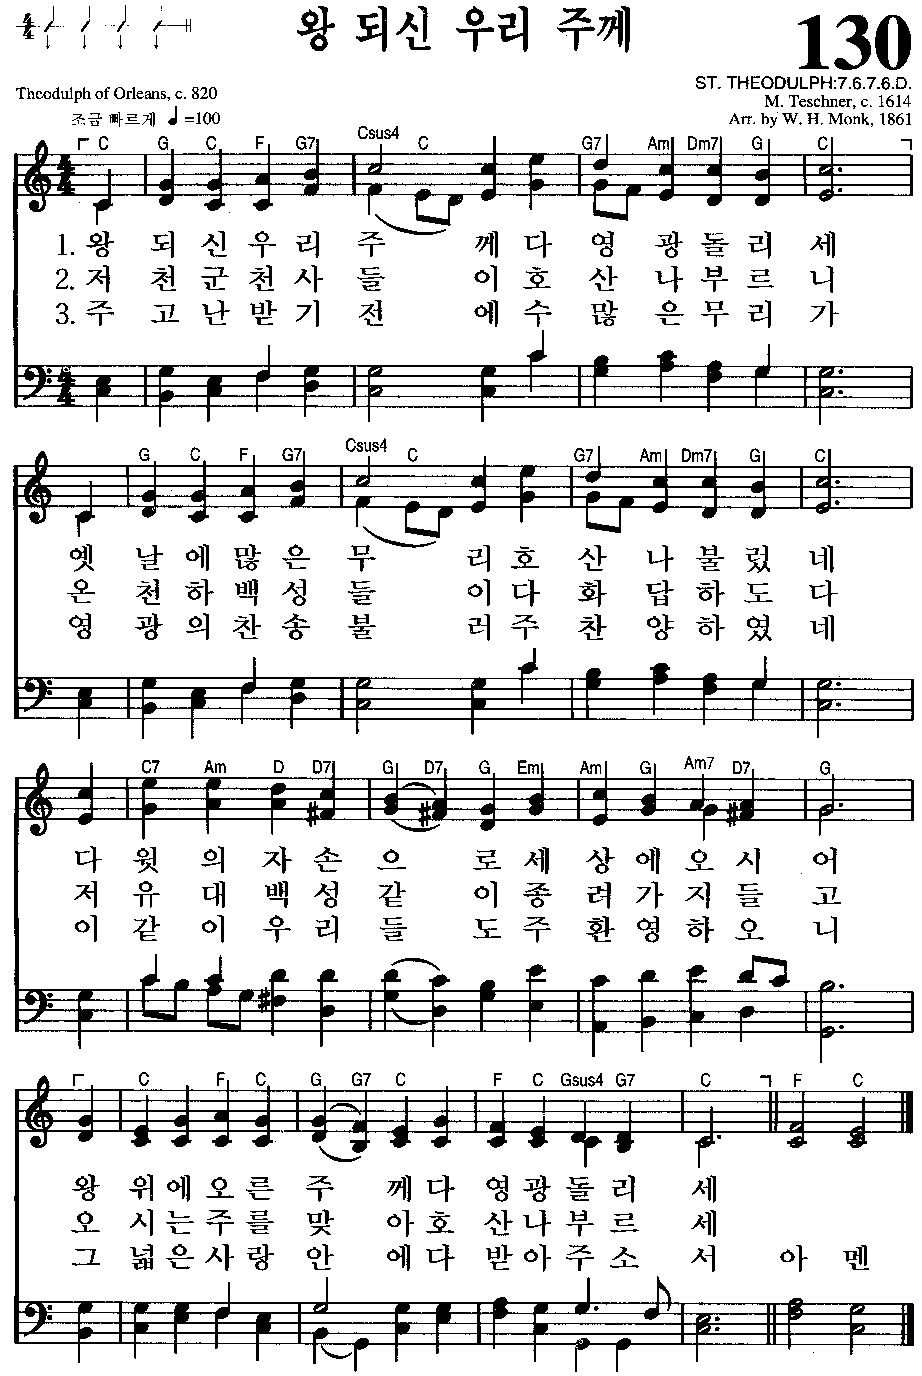 왕 되신 우리 주께
130
ST. THEODULPH:7.6.7.6.D.
Theodulph of Orleans, c. 820
M. Teschner, c. 1614
조금 빠르게 ♩=100
Arr. by W. H. Monk, 1861
C G C F G7 Csus4 C G7 Am Dm7 G C
1. 왕 되 신 우 리 주 께 다 영 광 돌 리 세
2. 저 천 군 천 사 들 이 호 산 나 부 르 니
3. 주 고 난 받 기 전 에 수 많 은 무 리 가
G C F G7 Csus4 C G7 Am Dm7 G C
옛 날 에 많 은 무 리 호 산 나 불 렀 네
온 천 하 백 성 들 이 다 화 답 하 도 다
영 광 의 찬 송 불 러 주 찬 양 하 였 네
C7 Am D D7 G D7 G Em Am G Am7 D7 G
다 윗 의 자 손 으 로 세 상 에 오 시 어
저 유 대 백 성 같 이 종 려 가 지 들 고
이 같 이 우 리 들 도 주 환 영 하 오 니
C F C G G7 C F C Gsus4 G7 C F C
왕 위 에 오 른 주 께 다 영 광 돌 리 세
오 시 는 주 를 맞 아 호 산 나 부 르 세
그 넓 은 사 랑 안 에 다 받 아 주 소 서 아 멘